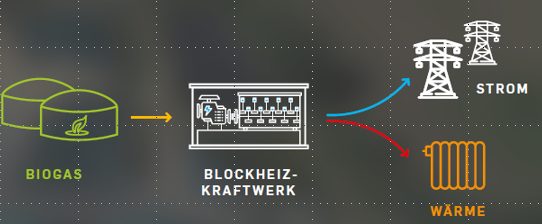 STROM
BIOGAS
BLOCKHEIZ-
KRAFTWERK
WÄRME